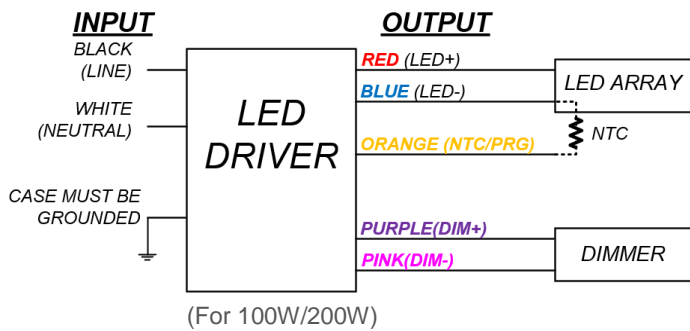 INPUT
OUTPUT
BLACK
(LINE)
WHITE
(NEUTRAL)
CASE MUST BE
GROUNDED
LED
DRIVER
RED (LED+)
BLUE (LED-)
ORANGE (NTC/PRG)
PURPLE(DIM+)
PINK(DIM-)
LED ARRAY
NTC
DIMMER
(For 100W/200W)